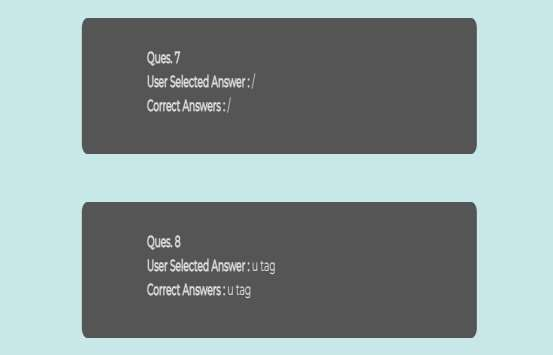 Ques. 7
User Selected Answer : /
Correct Answers : /
Ques. 8
User Selected Answer : u tag
Correct Answers : u tag